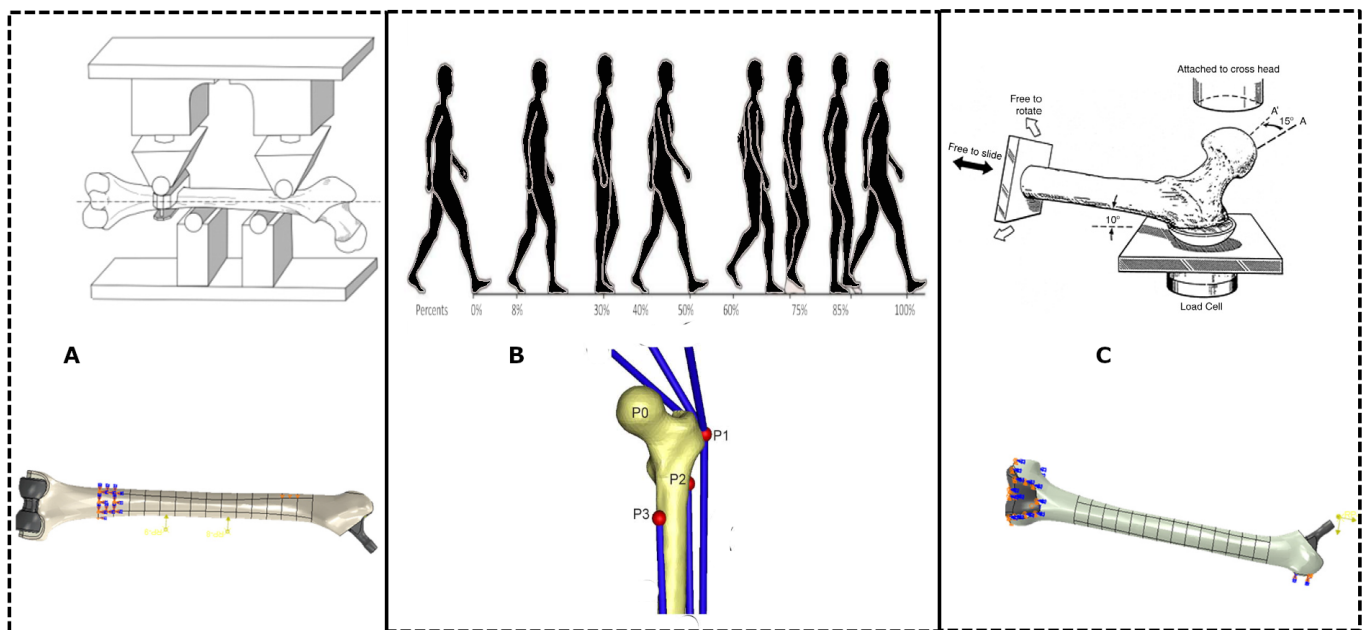 A
Percents 0% 8% 30% 40% 50% 60% 75% 85% 100%
B
P0
P1
P2
P3
Attached to cross head
Free to
rotate
A'
15°
A
Free to slide
10°
Load Cell
C